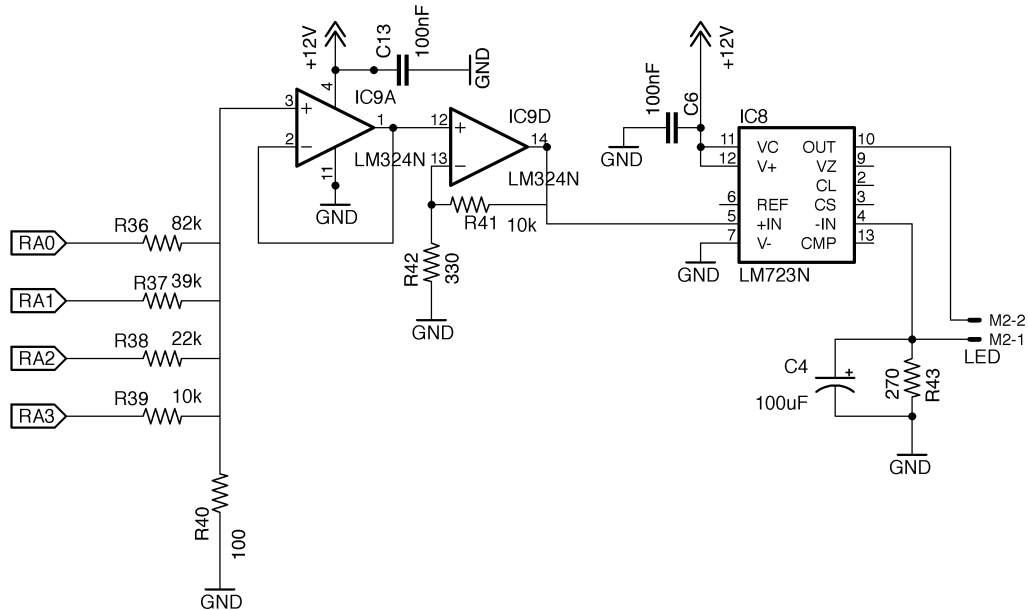 +12V
C13
100nF
GND
4
IC9A
3
+
2
−
1
11
LM324N
GND
12
+
13
−
IC9D
14
LM324N
R41
10k
R42
330
GND
RA0
R36
82k
RA1
R37
39k
RA2
R38
22k
RA3
R39
10k
R40
100
GND
+12V
100nF
C6
GND
IC8
11
VC
OUT
10
12
V+
VZ
9
CL
2
6
REF
CS
3
5
+IN
-IN
4
7
V-
CMP
13
GND
LM723N
M2-2
M2-1
LED
C4
+
100uF
270
R43
GND